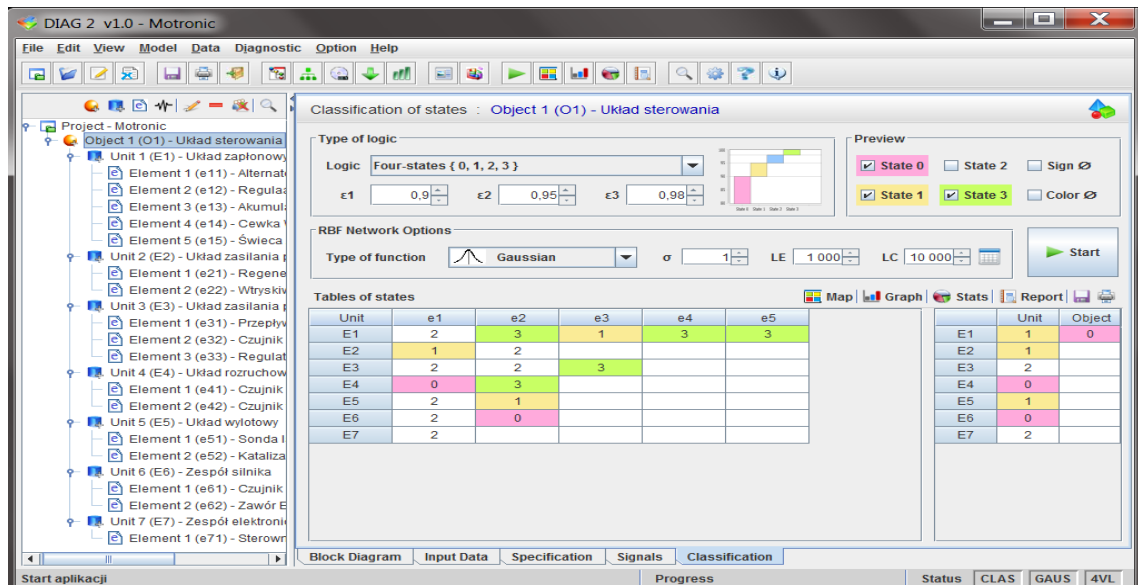 DIAG 2 v1.0 - Motronic
File Edit View Model Data Diagnostic Option Help
Project - Motronic
Object 1 (O1) - Układ sterowania
Unit 1 (E1) - Układ zapłonowy
Element 1 (e11) - Alternat
Element 2 (e12) - Regula
Element 3 (e13) - Akumul
Element 4 (e14) - Cewka
Element 5 (e15) - Świeca
Unit 2 (E2) - Układ zasilania p
Element 1 (e21) - Regene
Element 2 (e22) - Wtryskiw
Unit 3 (E3) - Układ zasilania p
Element 1 (e31) - Przepły
Element 2 (e32) - Czujnik
Element 3 (e33) - Regulat
Unit 4 (E4) - Układ rozruchow
Element 1 (e41) - Czujnik
Element 2 (e42) - Czujnik
Unit 5 (E5) - Układ wylotowy
Element 1 (e51) - Sonda l
Element 2 (e52) - Kataliza
Unit 6 (E6) - Zespół silnika
Element 1 (e61) - Czujnik
Element 2 (e62) - Zawór E
Unit 7 (E7) - Zespół elektroni
Element 1 (e71) - Sterown
Classification of states : Object 1 (O1) - Układ sterowania
Type of logic
Logic Four-states { 0, 1, 2, 3 }
ε1 0,9 ε2 0,95 ε3 0,98
Preview
State 0 State 2 Sign Ø
State 1 State 3 Color Ø
RBF Network Options
Type of function Gaussian σ 1 LE 1 000 LC 10 000
Start
Tables of states
Map Graph Stats Report
Unit e1 e2 e3 e4 e5
E1 2 3 1 3 3
E2 1 2
E3 2 2 3
E4 0 3
E5 2 1
E6 2 0
E7 2
Unit Object
E1 1 0
E2 1
E3 2
E4 0
E5 1
E6 0
E7 2
Block Diagram Input Data Specification Signals Classification
Start aplikacji Progress Status CLAS GAUS 4VL